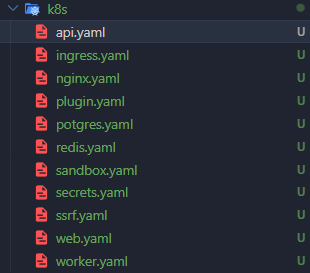 k8s
api.yaml U
ingress.yaml U
nginx.yaml U
plugin.yaml U
potgres.yaml U
redis.yaml U
sandbox.yaml U
secrets.yaml U
ssrf.yaml U
web.yaml U
worker.yaml U